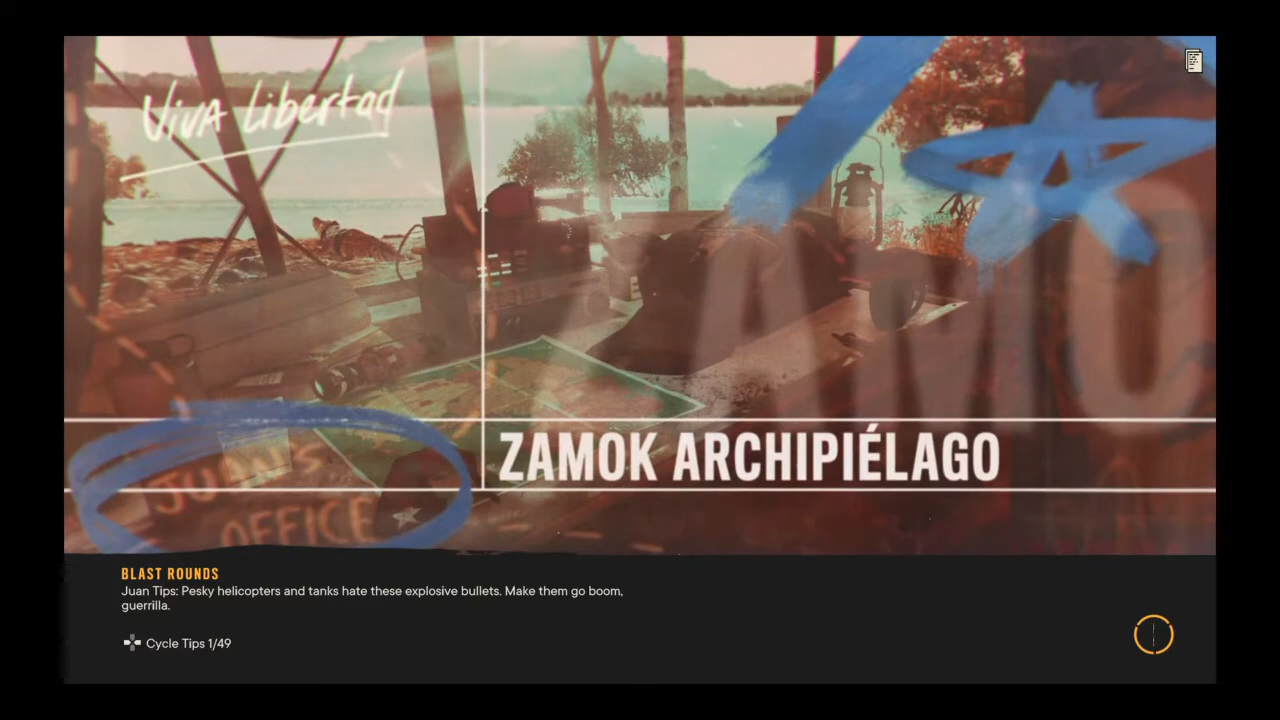 VIVA Libertad
AMO
ZAMOK ARCHIPIÉLAGO
JUAN'S
OFFICE
BLAST ROUNDS
Juan Tips: Pesky helicopters and tanks hate these explosive bullets. Make them go boom,
guerrilla.
Cycle Tips 1/49